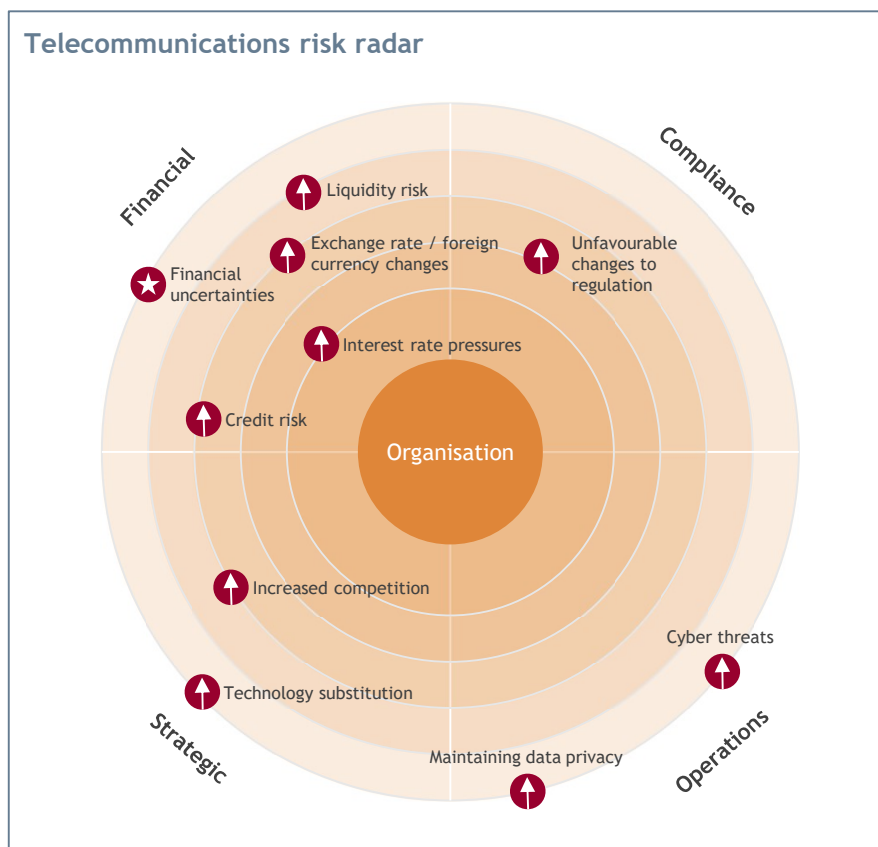 Telecommunications risk radar
Financial
Compliance
Liquidity risk
Exchange rate / foreign
currency changes
Unfavourable
changes to
regulation
Financial
uncertainties
Interest rate pressures
Credit risk
Organisation
Increased competition
Cyber threats
Technology substitution
Strategic
Maintaining data privacy
Operations